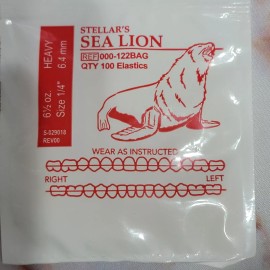 STELLAR'S
SEA LION
REF 000-122BAG
QTY 100 Elastics
HEAVY
6.4 mm
6½ oz.
Size 1/4"
S-029018
REV00
WEAR AS INSTRUCTED
RIGHT
LEFT